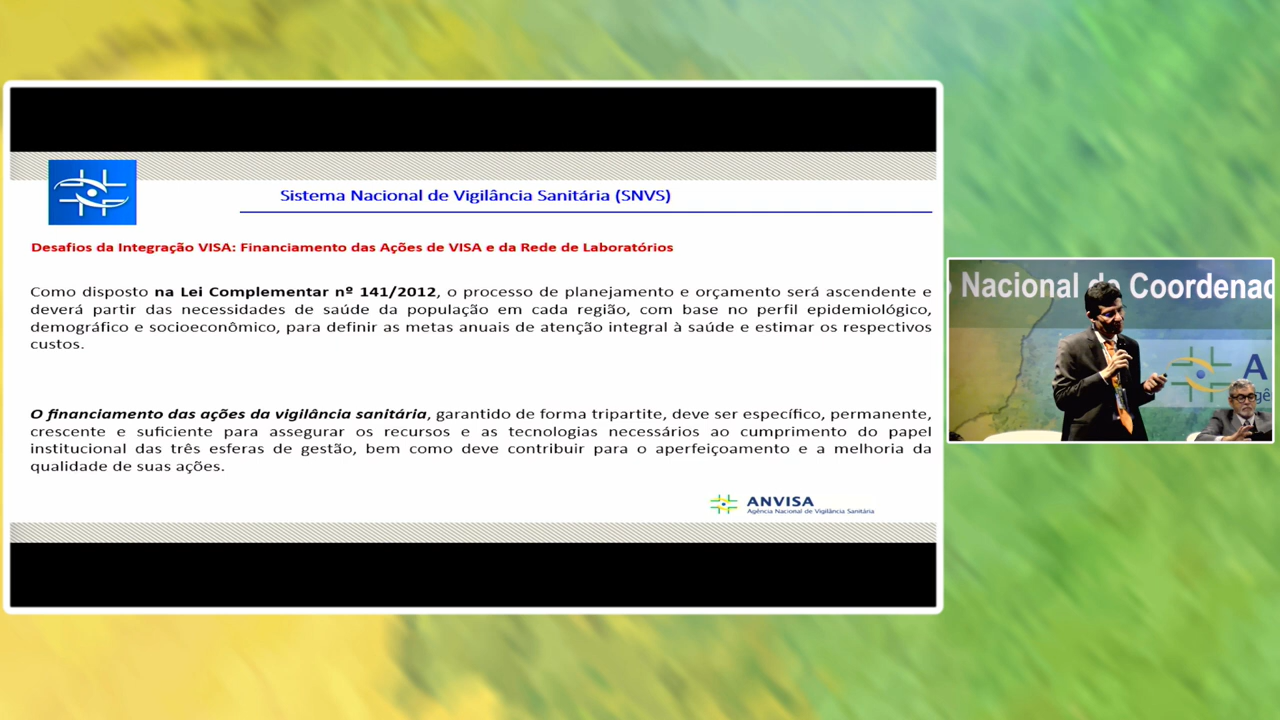 Sistema Nacional de Vigilância Sanitária (SNVS)
Desafios da Integração VISA: Financiamento das Ações de VISA e da Rede de Laboratórios
Como disposto na Lei Complementar nº 141/2012, o processo de planejamento e orçamento será ascendente e
deverá partir das necessidades de saúde da população em cada região, com base no perfil epidemiológico,
demográfico e socioeconômico, para definir as metas anuais de atenção integral à saúde e estimar os respectivos
custos.
O financiamento das ações da vigilância sanitária, garantido de forma tripartite, deve ser específico, permanente,
crescente e suficiente para assegurar os recursos e as tecnologias necessários ao cumprimento do papel
institucional das três esferas de gestão, bem como deve contribuir para o aperfeiçoamento e a melhoria da
qualidade de suas ações.
ANVISA
Agência Nacional de Vigilância Sanitária
Nacional de Coordenad
A
gê